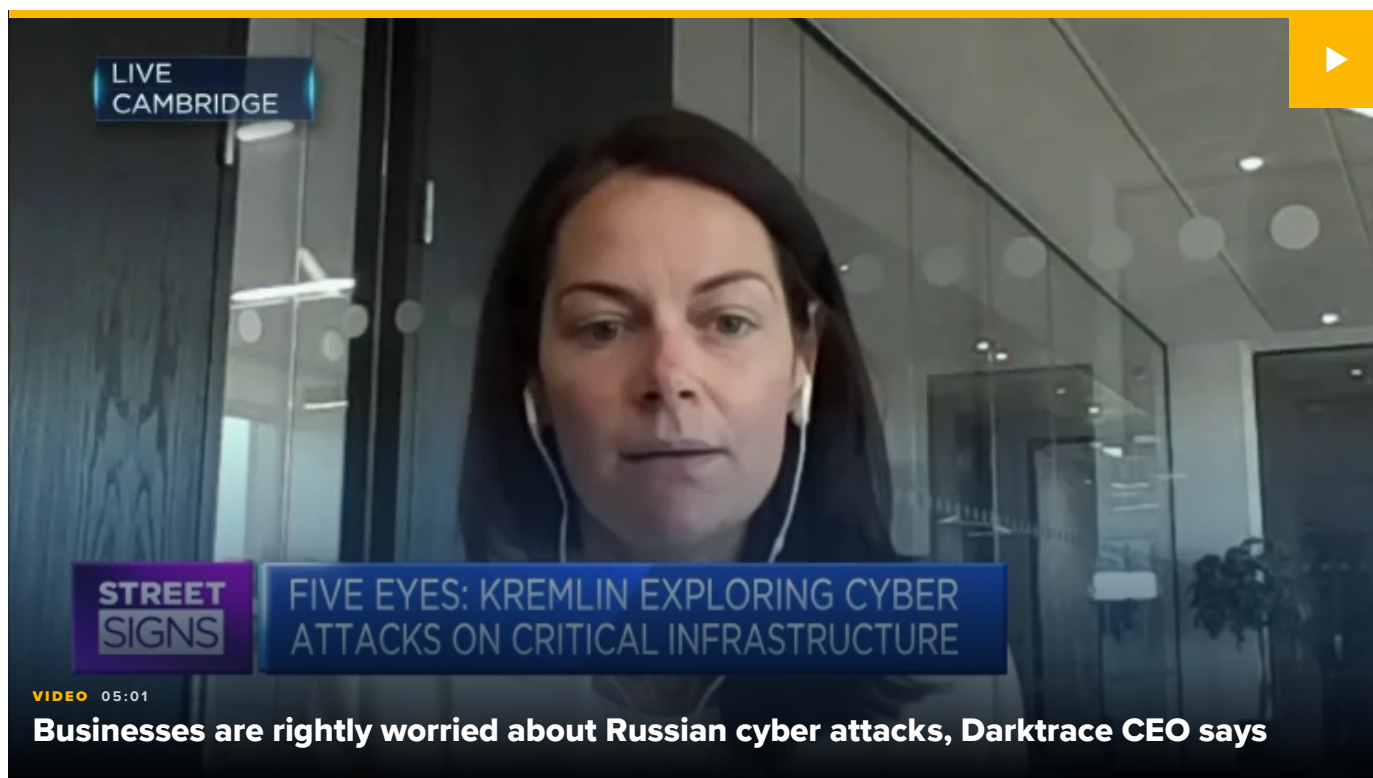 LIVE
CAMBRIDGE
STREET
SIGNS
FIVE EYES: KREMLIN EXPLORING CYBER
ATTACKS ON CRITICAL INFRASTRUCTURE
VIDEO 05:01
Businesses are rightly worried about Russian cyber attacks, Darktrace CEO says